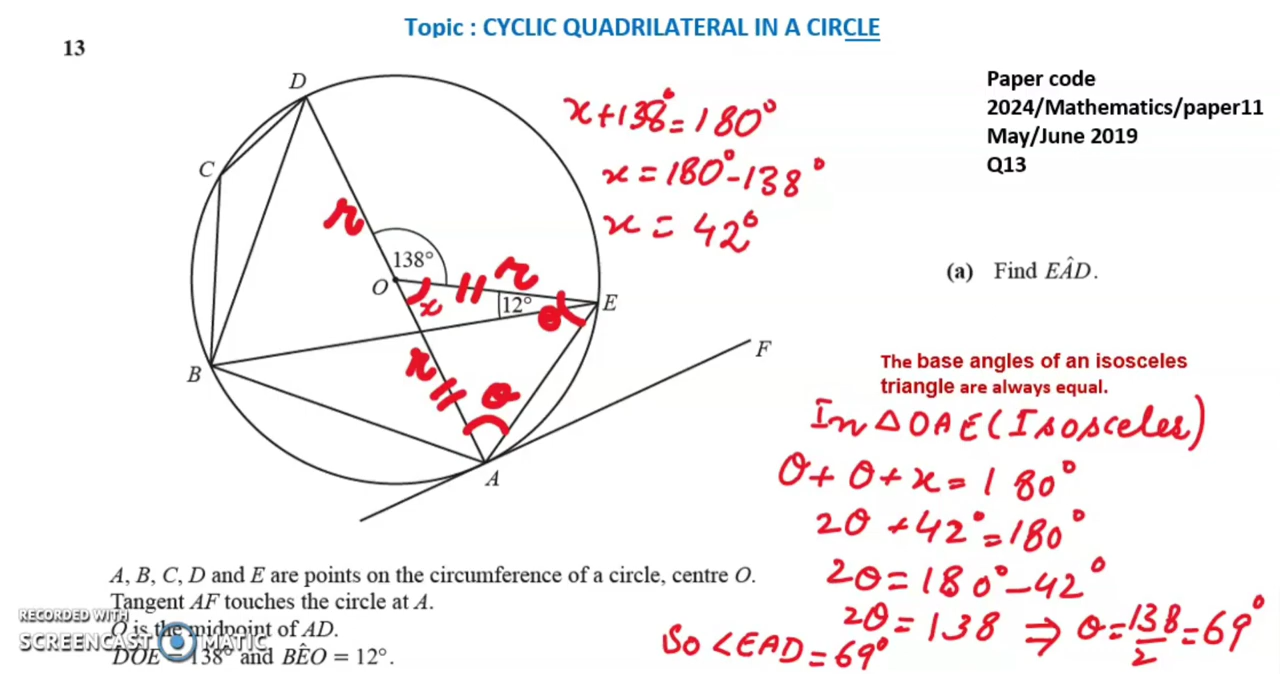 Topic : CYCLIC QUADRILATERAL IN A CIRCLE
13
Paper code
2024/Mathematics/paper11
May/June 2019
Q13
D
C
B
O
E
F
A
138°
12°
r
r
r
x
θ
θ
x+138°=180°
x=180°-138°
x = 42°
(a) Find EÂD.
The base angles of an isosceles
triangle are always equal.
In △OAE(Isosceles)
θ+ θ+x=180°
2θ +42°=180°
2θ=180°-42°
2θ=138 ⇒ θ=138/2=69°
So <EAD=69°
A, B, C, D and E are points on the circumference of a circle, centre O.
Tangent AF touches the circle at A.
O is the midpoint of AD.
DÔE = 138° and BÊO = 12°.
RECORDED WITH
SCREENCAST MATIC